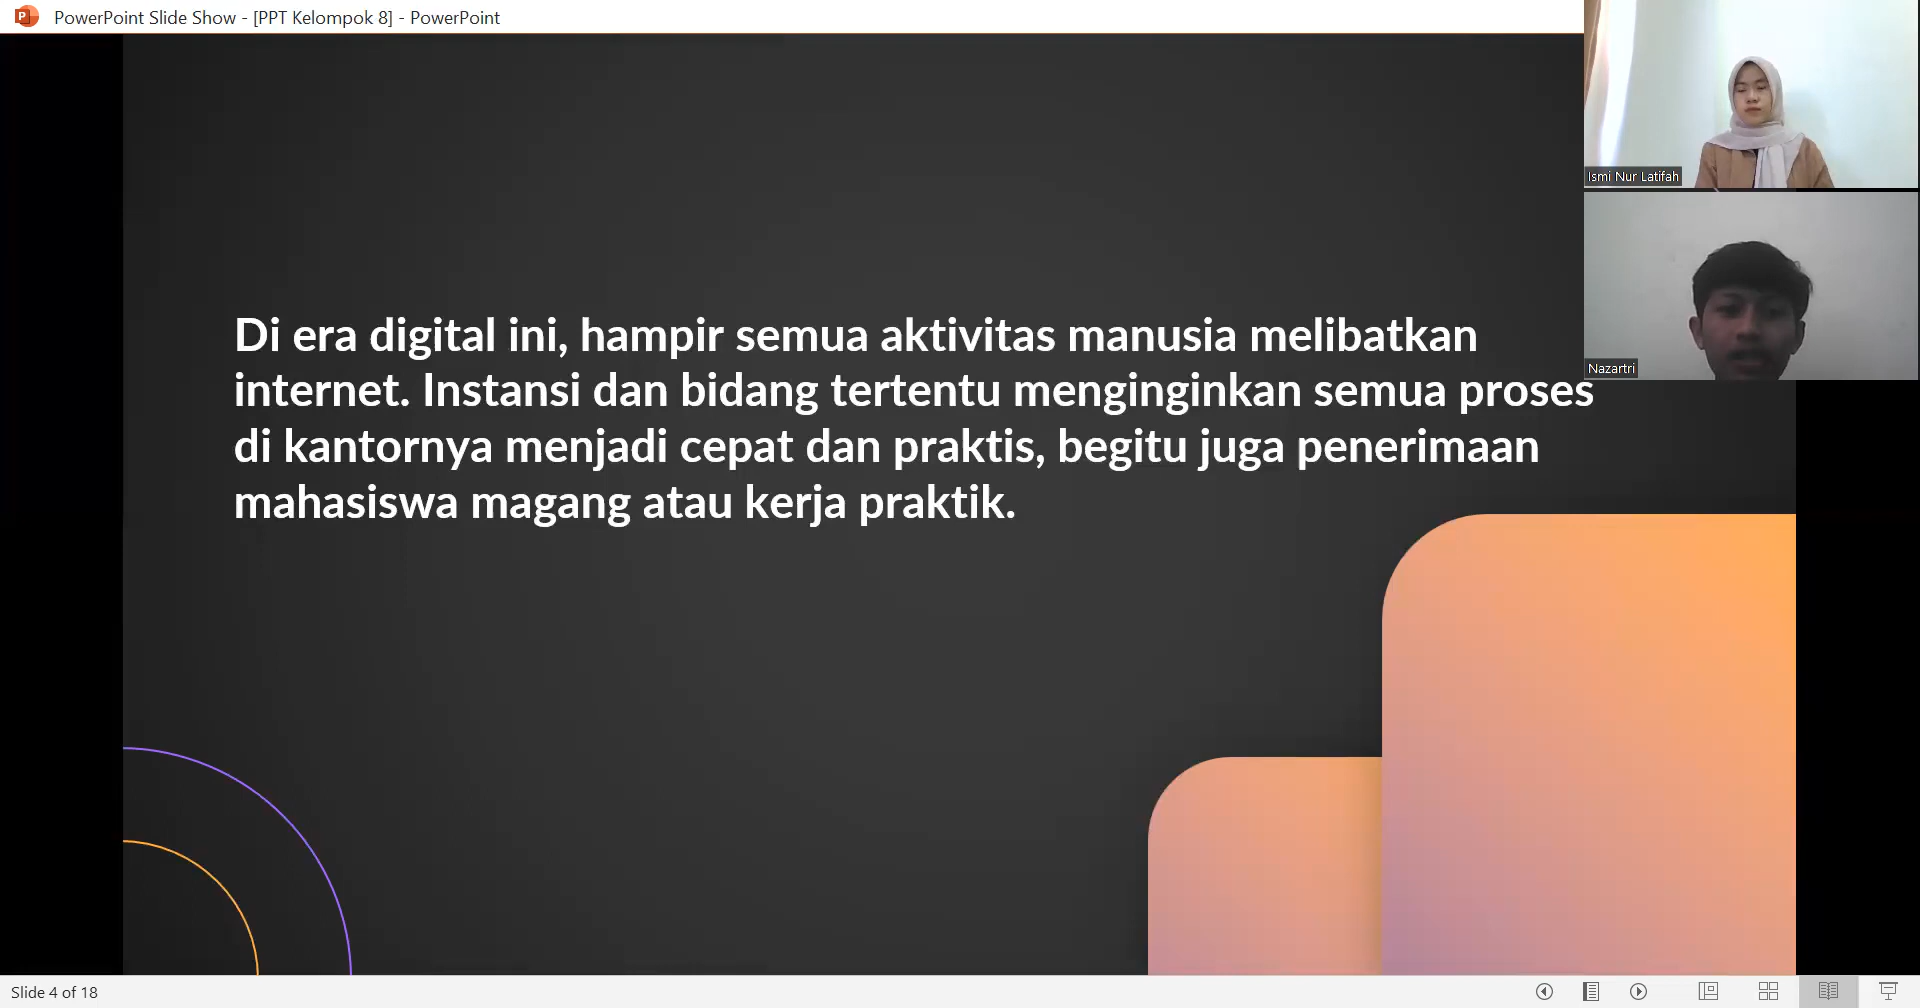 PowerPoint Slide Show - [PPT Kelompok 8] - PowerPoint
Ismi Nur Latifah
Nazartri
Di era digital ini, hampir semua aktivitas manusia melibatkan
internet. Instansi dan bidang tertentu menginginkan semua proses
di kantornya menjadi cepat dan praktis, begitu juga penerimaan
mahasiswa magang atau kerja praktik.
Slide 4 of 18